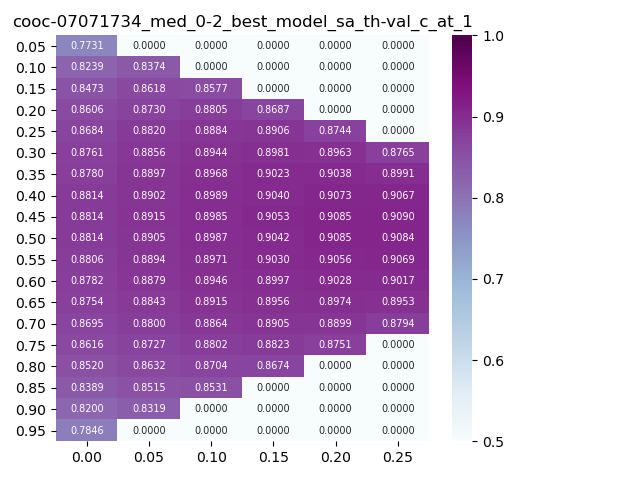 cooc-07071734_med_0-2_best_model_sa_th-val_c_at_1
0.05 0.7731 0.0000 0.0000 0.0000 0.0000 0.0000
0.10 0.8239 0.8374 0.0000 0.0000 0.0000 0.0000
0.15 0.8473 0.8618 0.8577 0.0000 0.0000 0.0000
0.20 0.8606 0.8730 0.8805 0.8687 0.0000 0.0000
0.25 0.8684 0.8820 0.8884 0.8906 0.8744 0.0000
0.30 0.8761 0.8856 0.8944 0.8981 0.8963 0.8765
0.35 0.8780 0.8897 0.8968 0.9023 0.9038 0.8991
0.40 0.8814 0.8902 0.8989 0.9040 0.9073 0.9067
0.45 0.8814 0.8915 0.8985 0.9053 0.9085 0.9090
0.50 0.8814 0.8905 0.8987 0.9042 0.9085 0.9084
0.55 0.8806 0.8894 0.8971 0.9030 0.9056 0.9069
0.60 0.8782 0.8879 0.8946 0.8997 0.9028 0.9017
0.65 0.8754 0.8843 0.8915 0.8956 0.8974 0.8953
0.70 0.8695 0.8800 0.8864 0.8905 0.8899 0.8794
0.75 0.8616 0.8727 0.8802 0.8823 0.8751 0.0000
0.80 0.8520 0.8632 0.8704 0.8674 0.0000 0.0000
0.85 0.8389 0.8515 0.8531 0.0000 0.0000 0.0000
0.90 0.8200 0.8319 0.0000 0.0000 0.0000 0.0000
0.95 0.7846 0.0000 0.0000 0.0000 0.0000 0.0000
0.00 0.05 0.10 0.15 0.20 0.25
1.0
0.9
0.8
0.7
0.6
0.5